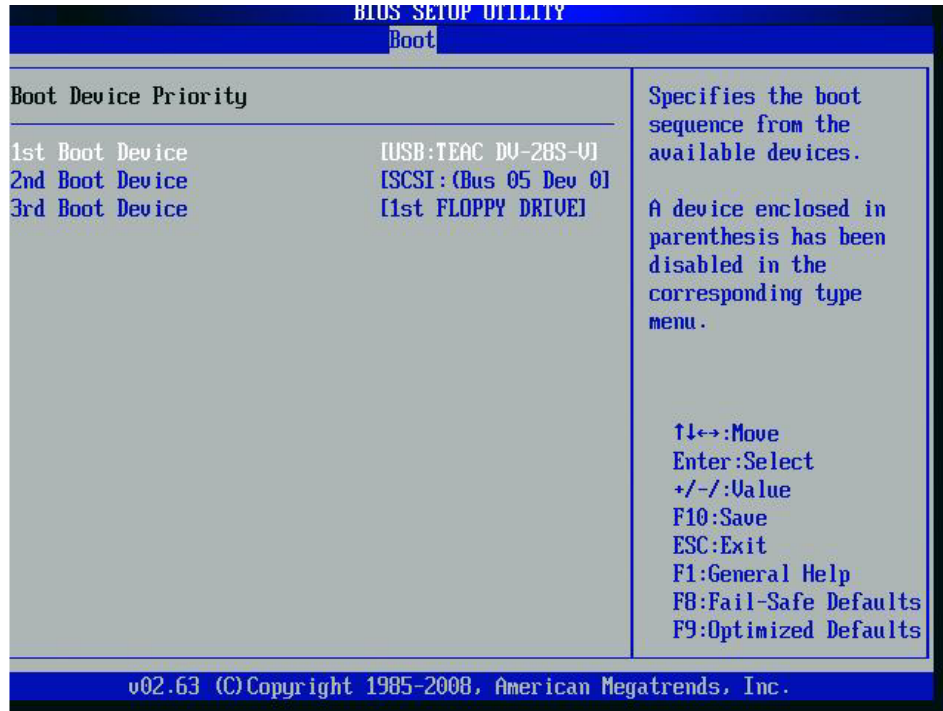 BIOS SETUP UTILITY
Boot
Boot Device Priority
1st Boot Device [USB:TEAC DV-28S-V]
2nd Boot Device [SCSI:(Bus 05 Dev 0]
3rd Boot Device [1st FLOPPY DRIVE]
Specifies the boot
sequence from the
available devices.
A device enclosed in
parenthesis has been
disabled in the
corresponding type
menu.
↑↓←→:Move
Enter:Select
+/-/:Value
F10:Save
ESC:Exit
F1:General Help
F8:Fail-Safe Defaults
F9:Optimized Defaults
v02.63 (C)Copyright 1985-2008, American Megatrends, Inc.